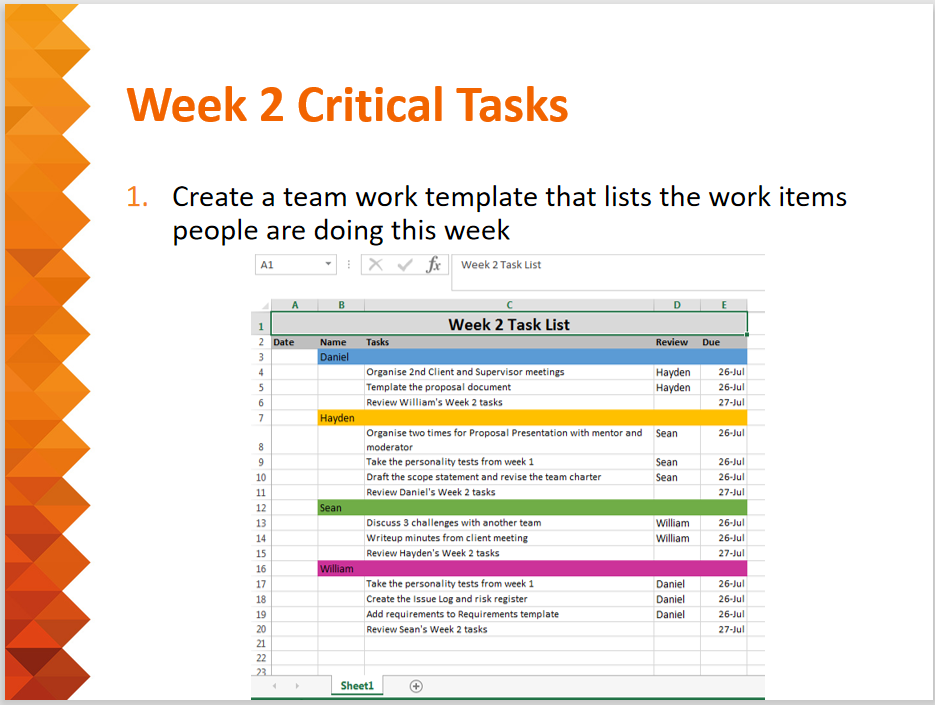 Week 2 Critical Tasks
1. Create a team work template that lists the work items
people are doing this week
A1 fx Week 2 Task List
A B C D E
1 Week 2 Task List
2 Date Name Tasks Review Due
3 Daniel
4 Organise 2nd Client and Supervisor meetings Hayden 26-Jul
5 Template the proposal document Hayden 26-Jul
6 Review William's Week 2 tasks 27-Jul
7 Hayden
Organise two times for Proposal Presentation with mentor and Sean 26-Jul
8 moderator
9 Take the personality tests from week 1 Sean 26-Jul
10 Draft the scope statement and revise the team charter Sean 26-Jul
11 Review Daniel's Week 2 tasks 27-Jul
12 Sean
13 Discuss 3 challenges with another team William 26-Jul
14 Writeup minutes from client meeting William 26-Jul
15 Review Hayden's Week 2 tasks 27-Jul
16 William
17 Take the personality tests from week 1 Daniel 26-Jul
18 Create the Issue Log and risk register Daniel 26-Jul
19 Add requirements to Requirements template Daniel 26-Jul
20 Review Sean's Week 2 tasks 27-Jul
21
22
23
Sheet1